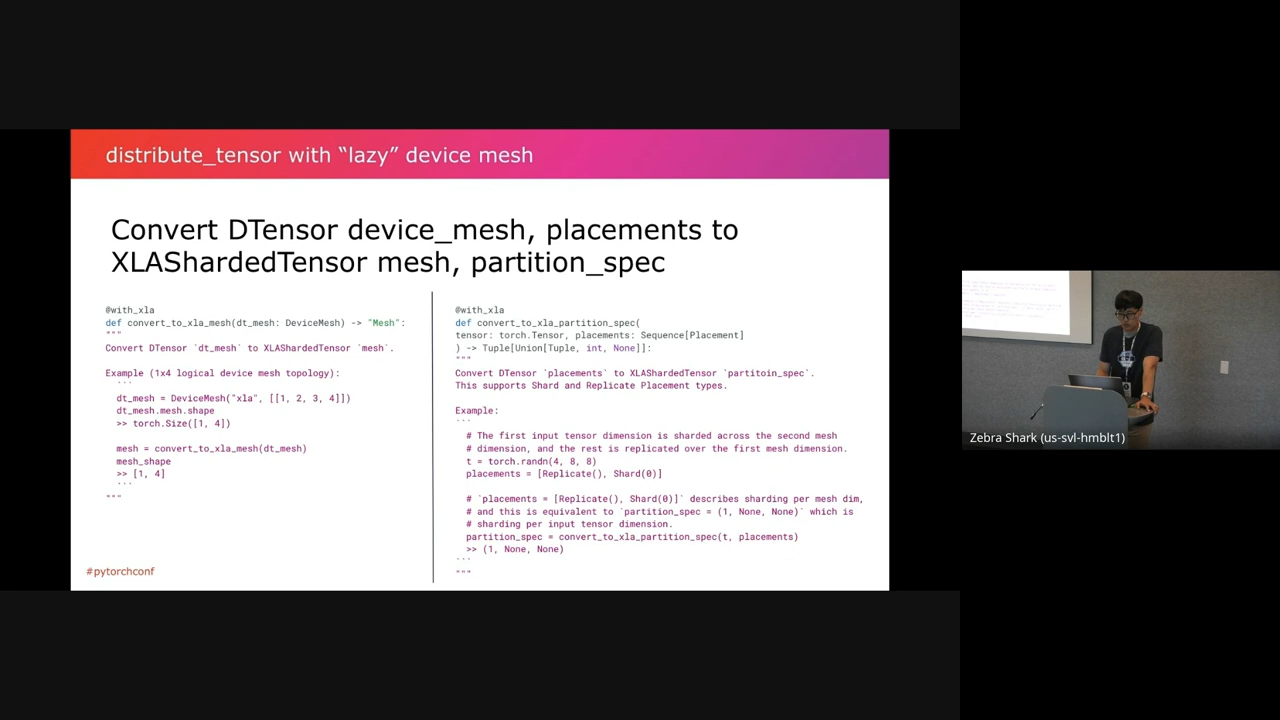 distribute_tensor with “lazy” device mesh
Convert DTensor device_mesh, placements to
XLAShardedTensor mesh, partition_spec
@with_xla
def convert_to_xla_mesh(dt_mesh: DeviceMesh) -> "Mesh":
"""
Convert DTensor `dt_mesh` to XLAShardedTensor `mesh`.
Example (1x4 logical device mesh topology):
```
dt_mesh = DeviceMesh("xla", [[1, 2, 3, 4]])
dt_mesh.mesh.shape
>> torch.Size([1, 4])
mesh = convert_to_xla_mesh(dt_mesh)
mesh_shape
>> [1, 4]
```
"""
@with_xla
def convert_to_xla_partition_spec(
tensor: torch.Tensor, placements: Sequence[Placement]
) -> Tuple[Union[Tuple, int, None]]:
"""
Convert DTensor `placements` to XLAShardedTensor `partitoin_spec`.
This supports Shard and Replicate Placement types.
Example:
```
# The first input tensor dimension is sharded across the second mesh
# dimension, and the rest is replicated over the first mesh dimension.
t = torch.randn(4, 8, 8)
placements = [Replicate(), Shard(0)]
# `placements = [Replicate(), Shard(0)]` describes sharding per mesh dim,
# and this is equivalent to `partition_spec = (1, None, None)` which is
# sharding per input tensor dimension.
partition_spec = convert_to_xla_partition_spec(t, placements)
>> (1, None, None)
```
"""
#pytorchconf
Zebra Shark (us-svl-hmblt1)